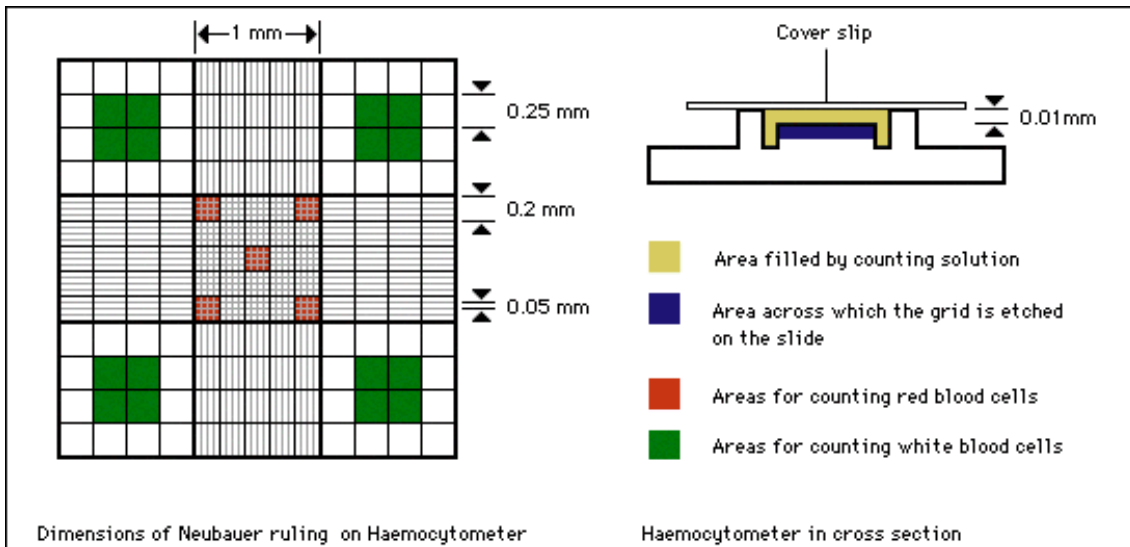 1 mm
0.25 mm
0.2 mm
0.05 mm
Dimensions of Neubauer ruling on Haemocytometer
Cover slip
0.01mm
Area filled by counting solution
Area across which the grid is etched
on the slide
Areas for counting red blood cells
Areas for counting white blood cells
Haemocytometer in cross section